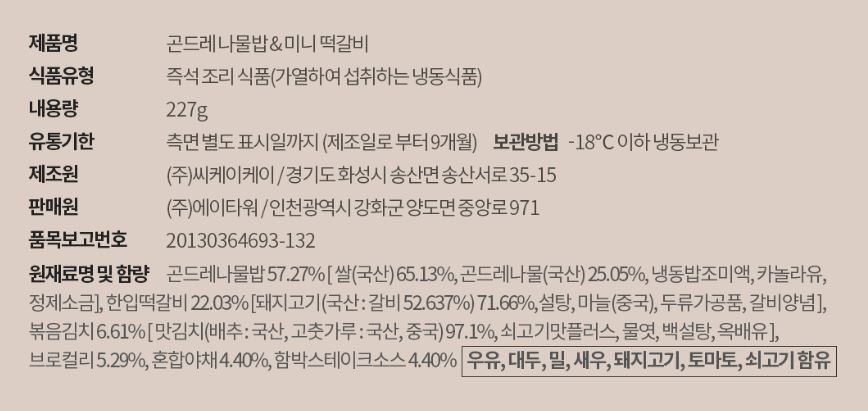 제품명 곤드레나물밥&미니 떡갈비
식품유형 즉석 조리 식품(가열하여 섭취하는 냉동식품)
내용량 227g
유통기한 측면 별도 표시일까지 (제조일로 부터 9개월) 보관방법 -18°C 이하 냉동보관
제조원 (주)씨케이케이 / 경기도 화성시 송산면 송산서로 35-15
판매원 (주)에이타워 / 인천광역시 강화군 양도면 중앙로 971
품목보고번호 20130364693-132
원재료명 및 함량 곤드레나물밥 57.27% [ 쌀(국산) 65.13%, 곤드레나물(국산) 25.05%, 냉동밥조미액, 카놀라유,
정제소금], 한입떡갈비 22.03% [돼지고기(국산 : 갈비 52.637%) 71.66%,설탕, 마늘(중국), 두류가공품, 갈비양념],
볶음김치 6.61% [ 맛김치(배추 : 국산, 고춧가루 : 국산, 중국) 97.1%, 쇠고기맛플러스, 물엿, 백설탕, 옥배유],
브로컬리 5.29%, 혼합야채 4.40%, 함박스테이크소스 4.40% 우유, 대두, 밀, 새우, 돼지고기, 토마토, 쇠고기 함유